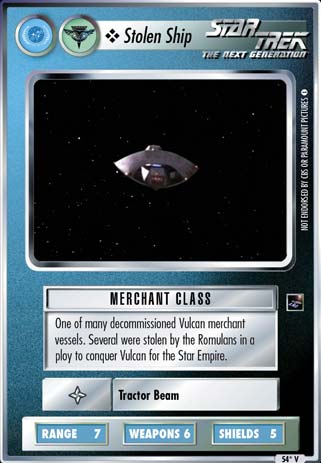 ❖ Stolen Ship
STAR TREK
THE NEXT GENERATION
NOT ENDORSED BY CBS OR PARAMOUNT PICTURES
MERCHANT CLASS
One of many decommissioned Vulcan merchant
vessels. Several were stolen by the Romulans in a
ploy to conquer Vulcan for the Star Empire.
Tractor Beam
RANGE 7 WEAPONS 6 SHIELDS 5
54* V